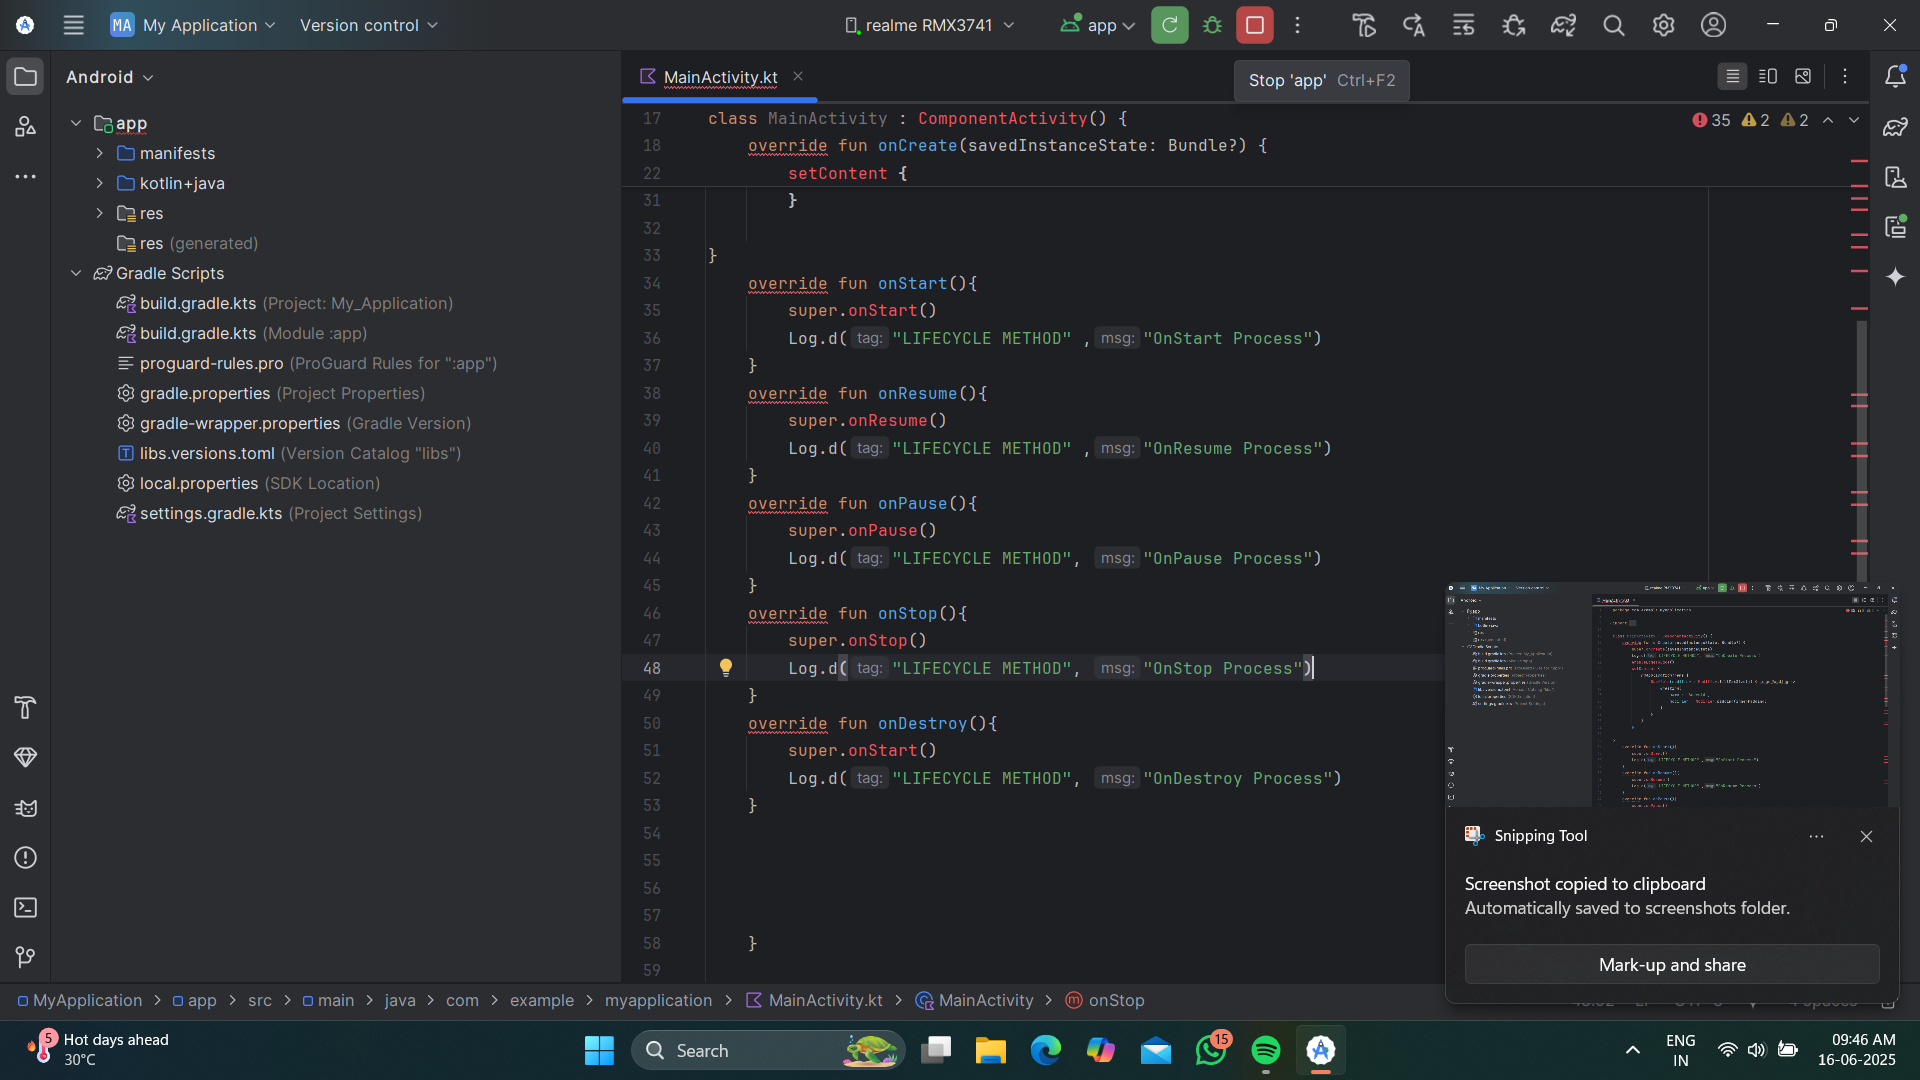 MA My Application Version control realme RMX3741 app
Android
app
manifests
kotlin+java
res
res (generated)
Gradle Scripts
build.gradle.kts (Project: My_Application)
build.gradle.kts (Module :app)
proguard-rules.pro (ProGuard Rules for ":app")
gradle.properties (Project Properties)
gradle-wrapper.properties (Gradle Version)
libs.versions.toml (Version Catalog "libs")
local.properties (SDK Location)
settings.gradle.kts (Project Settings)
MainActivity.kt
Stop 'app' Ctrl+F2
35 2 2
17 class MainActivity : ComponentActivity() {
18 override fun onCreate(savedInstanceState: Bundle?) {
22 setContent {
31 }
32
33 }
34 override fun onStart(){
35 super.onStart()
36 Log.d( tag: "LIFECYCLE METHOD" , msg: "OnStart Process")
37 }
38 override fun onResume(){
39 super.onResume()
40 Log.d( tag: "LIFECYCLE METHOD" , msg: "OnResume Process")
41 }
42 override fun onPause(){
43 super.onPause()
44 Log.d( tag: "LIFECYCLE METHOD", msg: "OnPause Process")
45 }
46 override fun onStop(){
47 super.onStop()
48 Log.d( tag: "LIFECYCLE METHOD", msg: "OnStop Process")
49 }
50 override fun onDestroy(){
51 super.onStart()
52 Log.d( tag: "LIFECYCLE METHOD", msg: "OnDestroy Process")
53 }
54
55
56
57
58 }
59
Snipping Tool
Screenshot copied to clipboard
Automatically saved to screenshots folder.
Mark-up and share
MyApplication > app > src > main > java > com > example > myapplication > MainActivity.kt > MainActivity > onStop
5 Hot days ahead
30°C
Search
15
ENG
IN
09:46 AM
16-06-2025